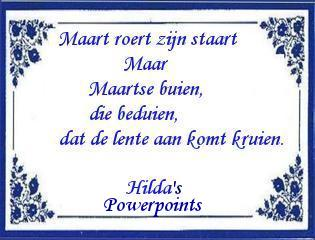 Maart roert zijn staart
Maar
Maartse buien,
die beduien,
dat de lente aan komt kruien.
Hilda's
Powerpoints